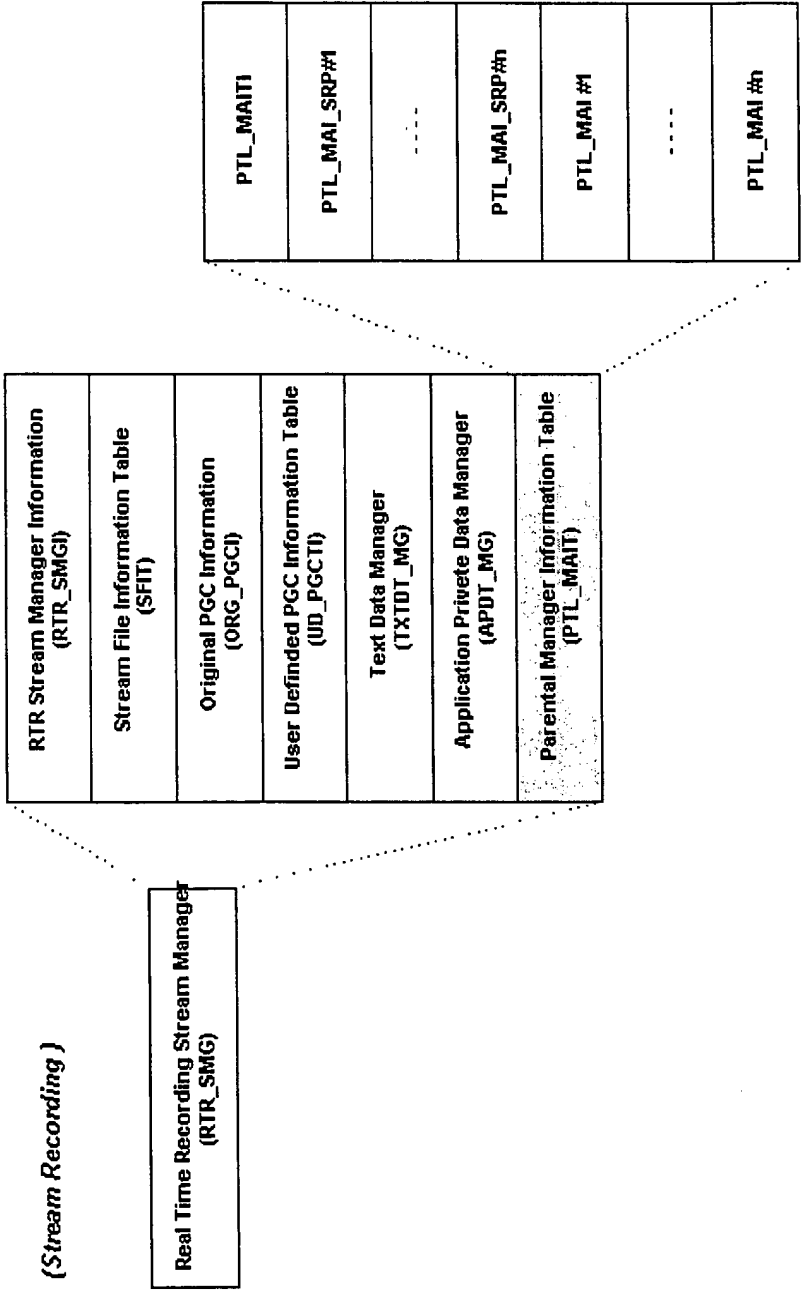 {Stream Recording }
Real Time Recording Stream Manager
(RTR_SMG)
RTR Stream Manager Information
(RTR_SMGI)
Stream File Information Table
(SFIT)
Original PGC Information
(ORG_PGCI)
User Definded PGC Information Table
(UD_PGCTI)
Text Data Manager
(TXTDT_MG)
Application Privete Data Manager
(APDT_MG)
Parental Manager Information Table
(PTL_MAIT)
PTL_MAITI
PTL_MAI_SRP#1
- - - -
PTL_MAI_SRP#n
PTL_MAI #1
- - - -
PTL_MAI #n